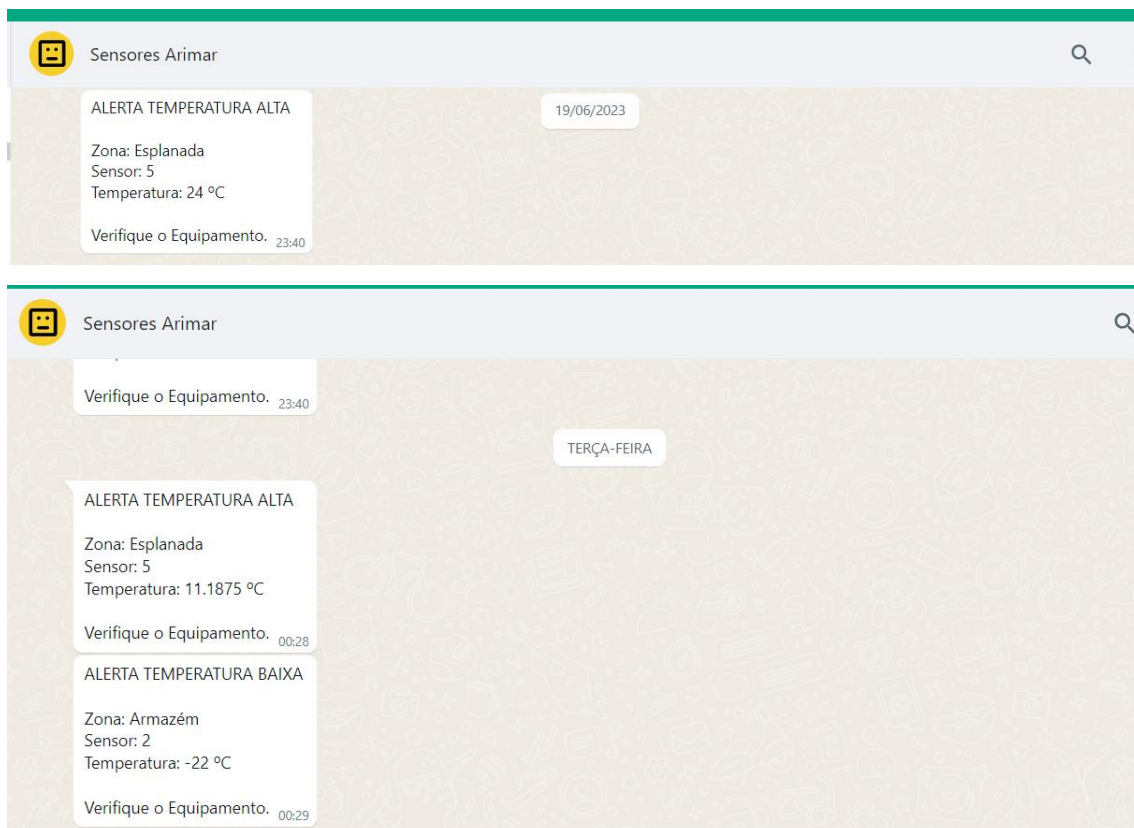 Sensores Arimar
ALERTA TEMPERATURA ALTA
19/06/2023
Zona: Esplanada
Sensor: 5
Temperatura: 24 ºC
Verifique o Equipamento. 23:40
Sensores Arimar
Verifique o Equipamento. 23:40
TERÇA-FEIRA
ALERTA TEMPERATURA ALTA
Zona: Esplanada
Sensor: 5
Temperatura: 11.1875 ºC
Verifique o Equipamento. 00:28
ALERTA TEMPERATURA BAIXA
Zona: Armazém
Sensor: 2
Temperatura: -22 ºC
Verifique o Equipamento. 00:29